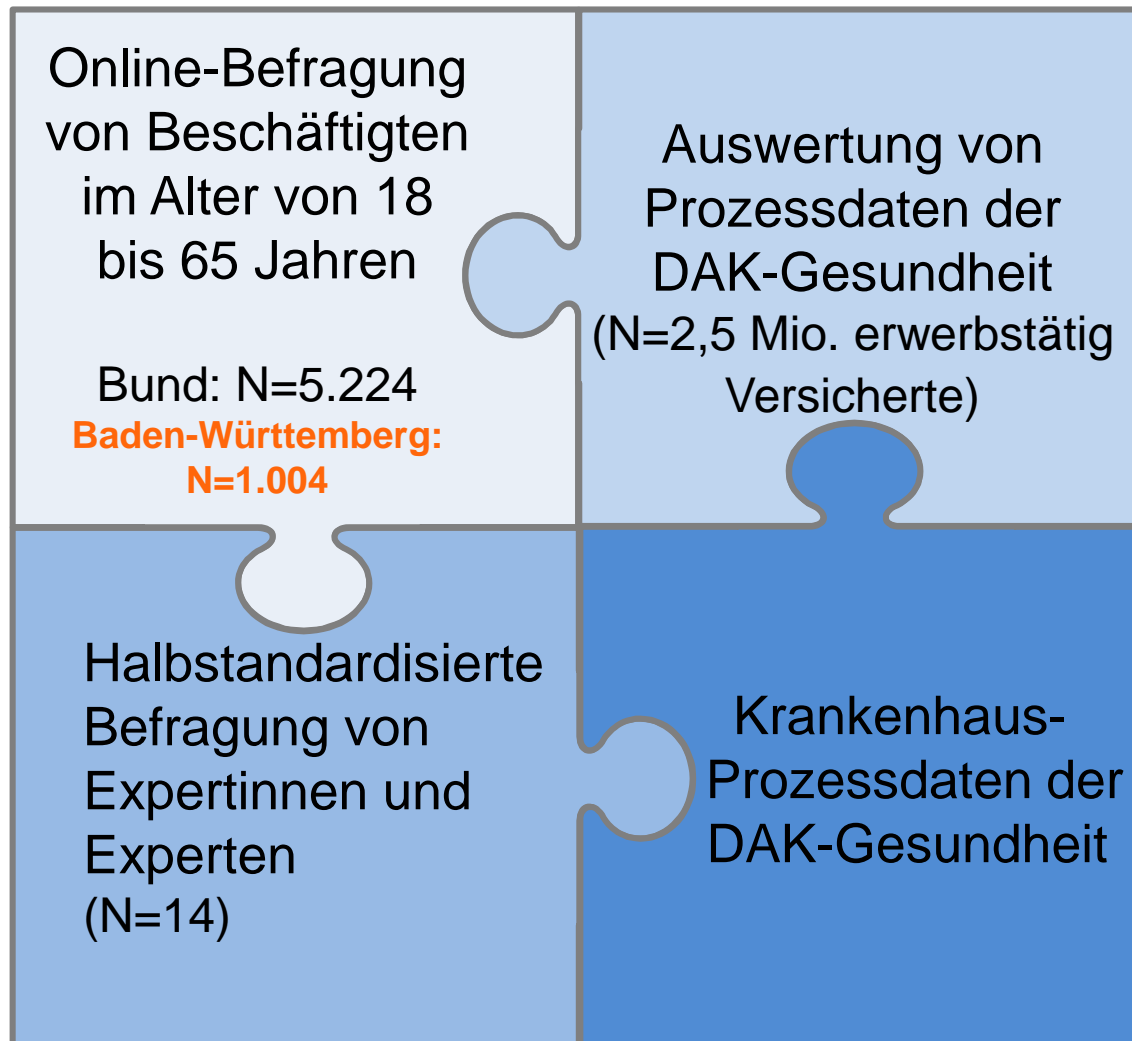 Online-Befragung
von Beschäftigten
im Alter von 18
bis 65 Jahren
Bund: N=5.224
Baden-Württemberg:
N=1.004
Auswertung von
Prozessdaten der
DAK-Gesundheit
(N=2,5 Mio. erwerbstätig
Versicherte)
Halbstandardisierte
Befragung von
Expertinnen und
Experten
(N=14)
Krankenhaus-
Prozessdaten der
DAK-Gesundheit